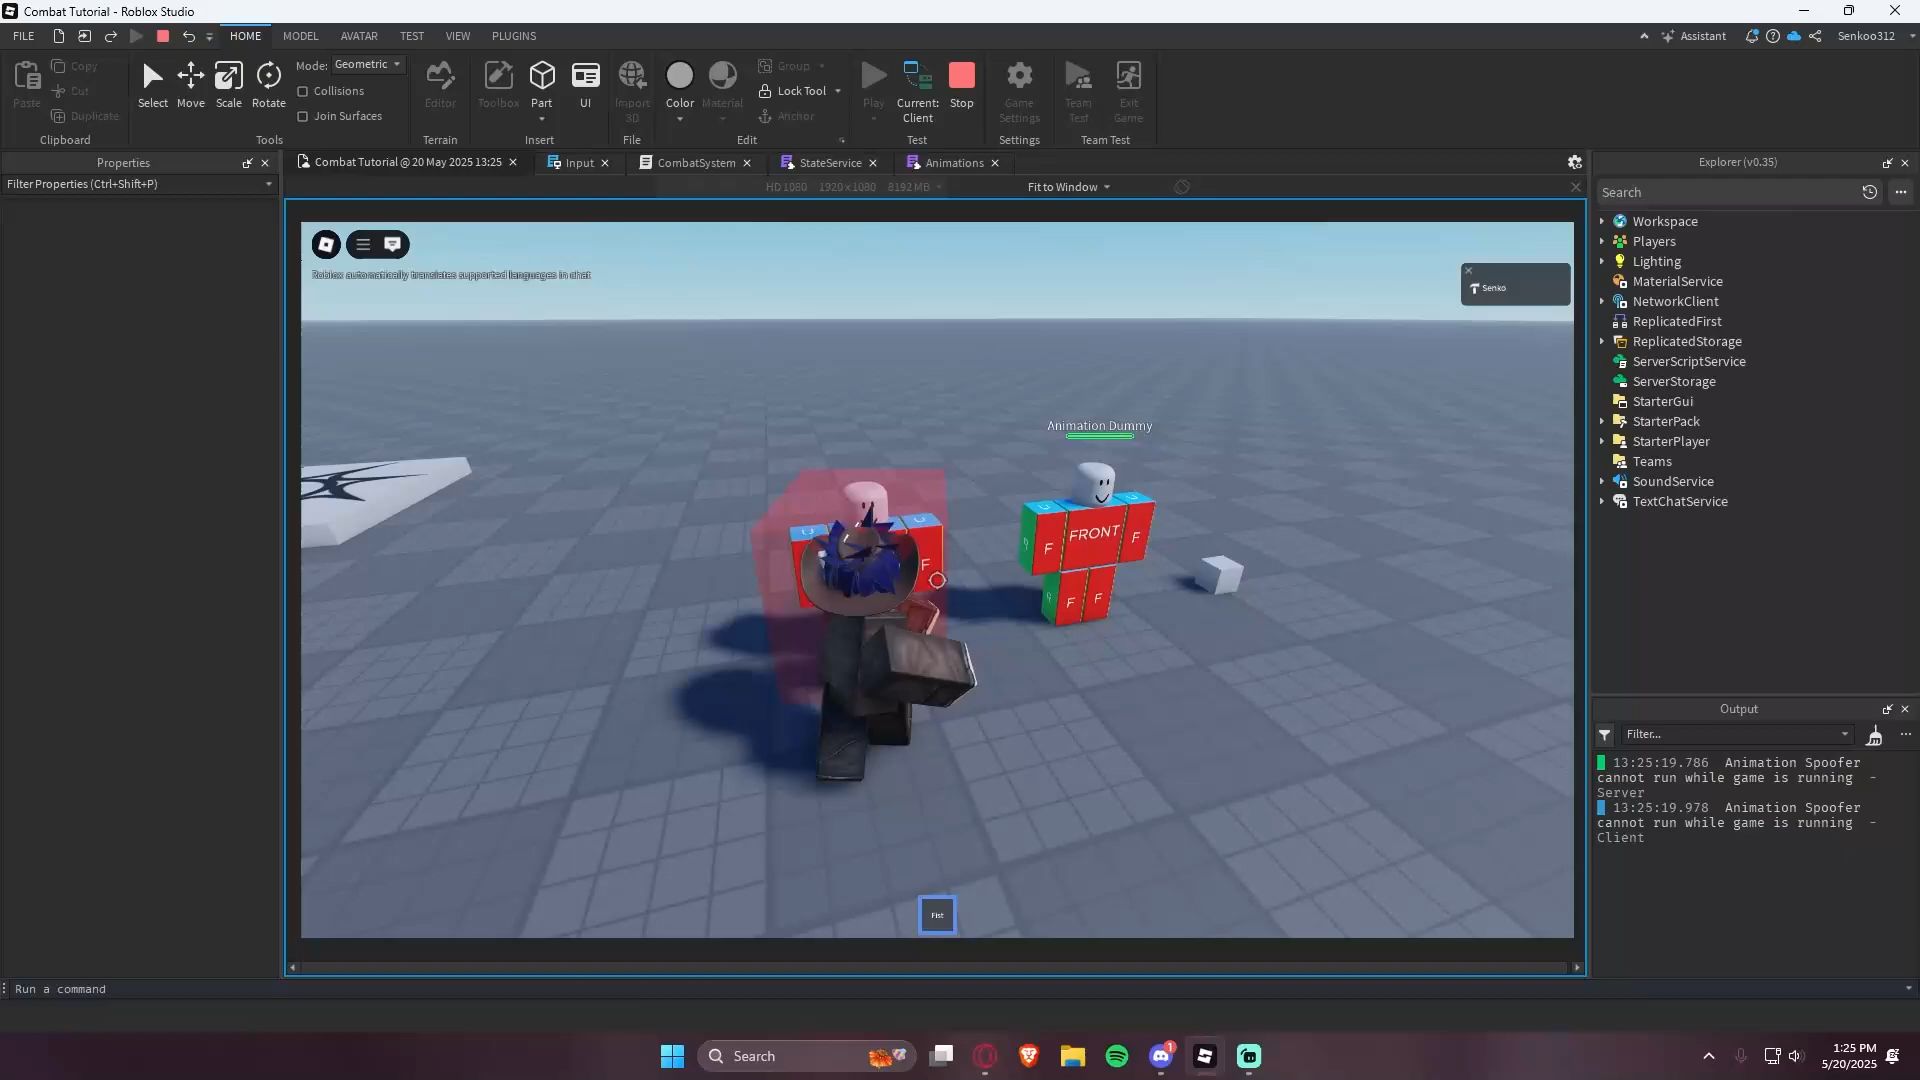 Combat Tutorial - Roblox Studio
FILE
HOME
MODEL
AVATAR
TEST
VIEW
PLUGINS
Assistant
Senkoo312
Paste
Copy
Cut
Duplicate
Clipboard
Select
Move
Scale
Rotate
Mode: Geometric
Collisions
Join Surfaces
Tools
Editor
Terrain
Toolbox
Part
UI
Insert
Import
3D
File
Color
Material
Group
Lock Tool
Anchor
Edit
Play
Current:
Client
Stop
Test
Game
Settings
Settings
Team
Test
Exit
Game
Team Test
Properties
Filter Properties (Ctrl+Shift+P)
Combat Tutorial @ 20 May 2025 13:25
Input
CombatSystem
StateService
Animations
HD 1080 1920 x 1080 8192 MB
Fit to Window
Roblox automatically translates supported languages in chat
Senko
Animation Dummy
FRONT
F
F
F
F
F
Fist
Explorer (v0.35)
Search
Workspace
Players
Lighting
MaterialService
NetworkClient
ReplicatedFirst
ReplicatedStorage
ServerScriptService
ServerStorage
StarterGui
StarterPack
StarterPlayer
Teams
SoundService
TextChatService
Output
Filter...
13:25:19.786 Animation Spoofer
cannot run while game is running -
Server
13:25:19.978 Animation Spoofer
cannot run while game is running -
Client
Run a command
Search
1
1:25 PM
5/20/2025